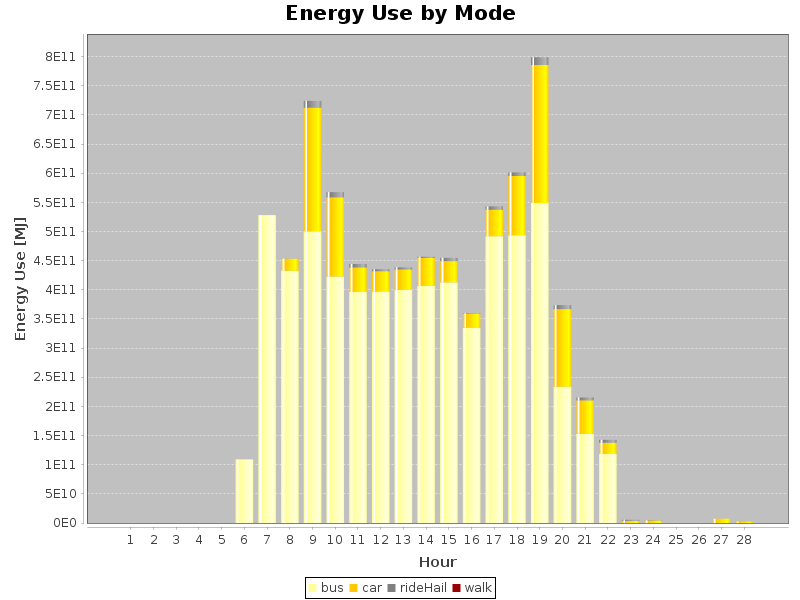 Energy Use by Mode
Energy Use [MJ]
8E11
7.5E11
7E11
6.5E11
6E11
5.5E11
5E11
4.5E11
4E11
3.5E11
3E11
2.5E11
2E11
1.5E11
1E11
5E10
0E0
1 2 3 4 5 6 7 8 9 10 11 12 13 14 15 16 17 18 19 20 21 22 23 24 25 26 27 28
Hour
bus car rideHail walk